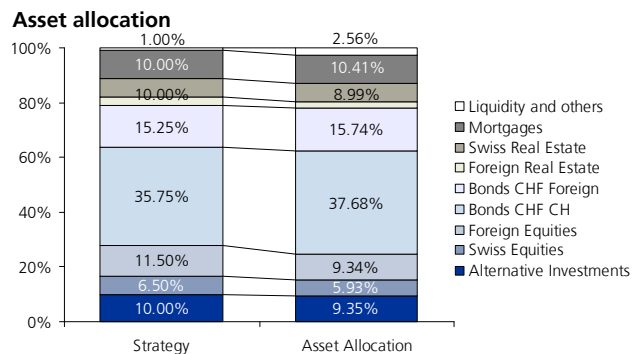 Asset allocation
1.00% 2.56%
100%
10.00% 10.41%
10.00% 8.99%
80%
15.25% 15.74%
60%
35.75% 37.68%
40%
11.50% 9.34%
20%
6.50% 5.93%
10.00% 9.35%
0%
Strategy Asset Allocation
Liquidity and others
Mortgages
Swiss Real Estate
Foreign Real Estate
Bonds CHF Foreign
Bonds CHF CH
Foreign Equities
Swiss Equities
Alternative Investments